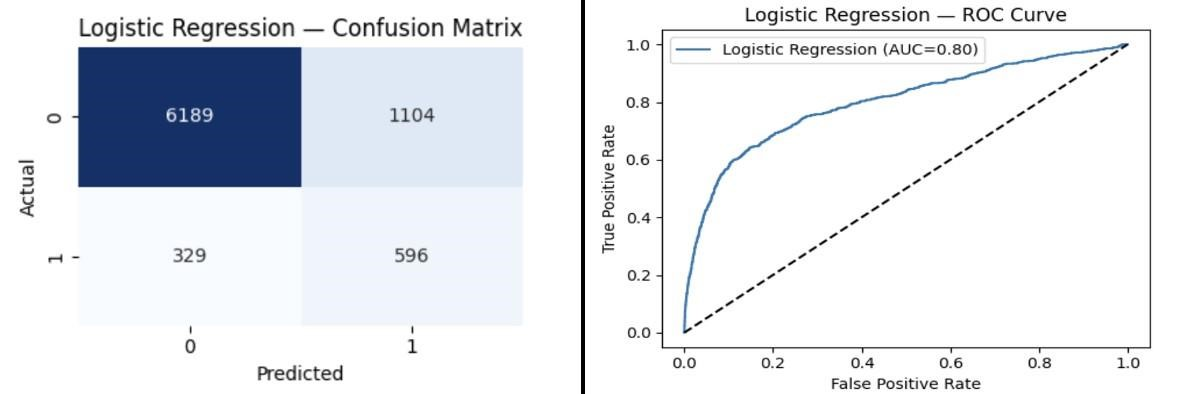 Logistic Regression — Confusion Matrix
Actual
0
6189
1104
1
329
596
0
1
Predicted
Logistic Regression — ROC Curve
Logistic Regression (AUC=0.80)
True Positive Rate
1.0
0.8
0.6
0.4
0.2
0.0
0.0
0.2
0.4
0.6
0.8
1.0
False Positive Rate